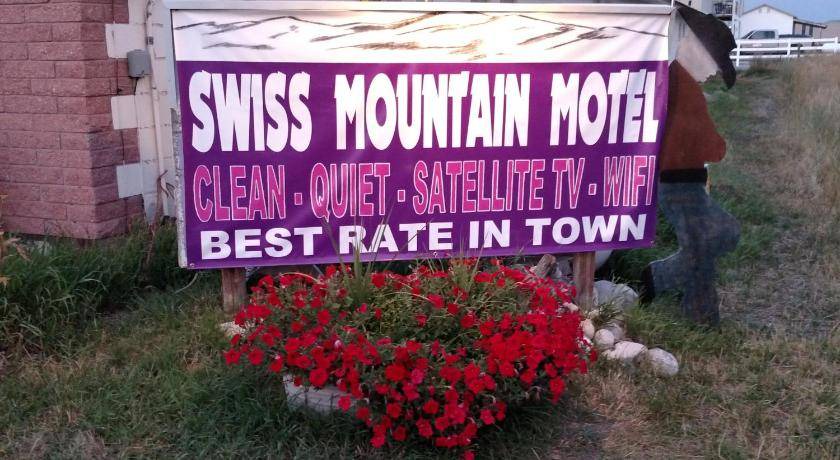 SWISS MOUNTAIN MOTEL
CLEAN - QUIET - SATELLITE TV - WIFI
BEST RATE IN TOWN